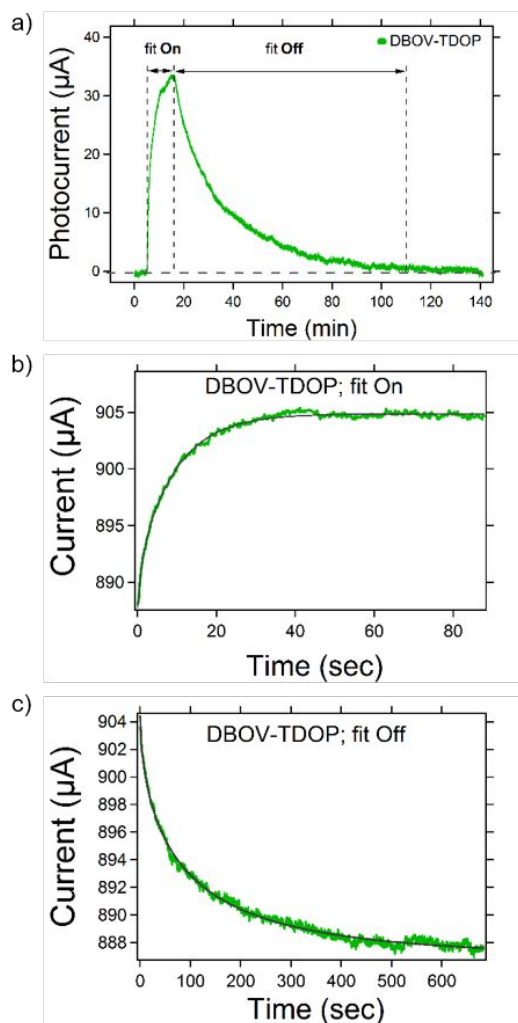 a)
fit On
fit Off
DBOV-TDOP
Photocurrent (µA)
40
30
20
10
0
0 20 40 60 80 100 120 140
Time (min)
b)
DBOV-TDOP; fit On
Current (µA)
905
900
895
890
0 20 40 60 80
Time (sec)
c)
DBOV-TDOP; fit Off
Current (µA)
904
902
900
898
896
894
892
890
888
0 100 200 300 400 500 600
Time (sec)